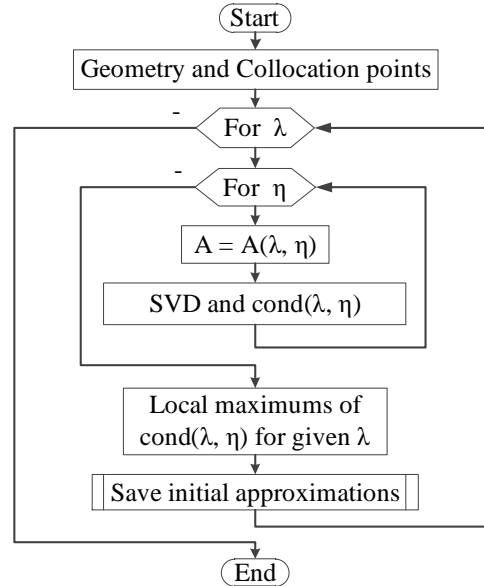 Start
Geometry and Collocation points
-
For λ
-
For η
A = A(λ, η)
SVD and cond(λ, η)
Local maximums of
cond(λ, η) for given λ
Save initial approximations
End